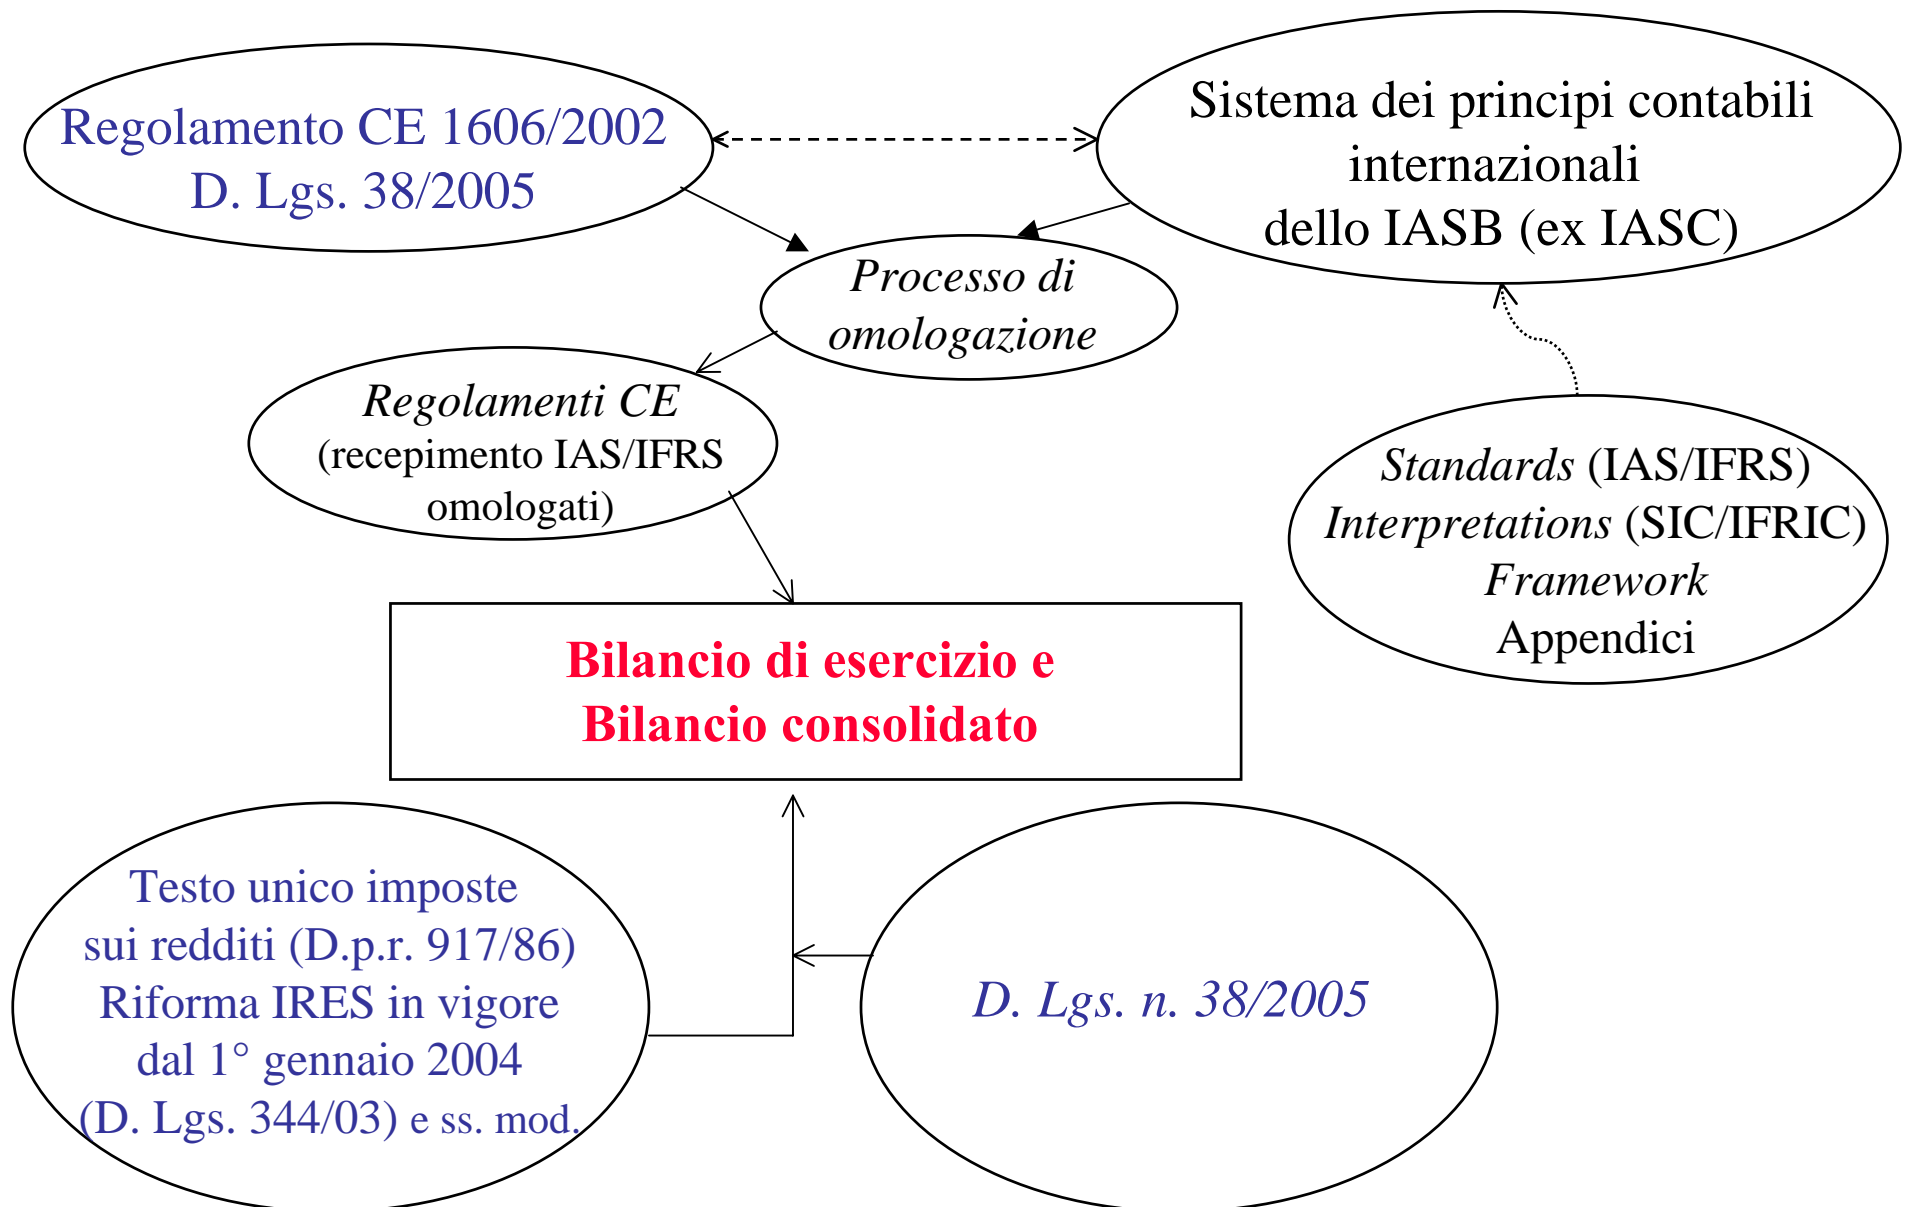 Regolamento CE 1606/2002
D. Lgs. 38/2005
Sistema dei principi contabili
internazionali
dello IASB (ex IASC)
Processo di
omologazione
Regolamenti CE
(recepimento IAS/IFRS
omologati)
Standards (IAS/IFRS)
Interpretations (SIC/IFRIC)
Framework
Appendici
Bilancio di esercizio e
Bilancio consolidato
Testo unico imposte
sui redditi (D.p.r. 917/86)
Riforma IRES in vigore
dal 1° gennaio 2004
(D. Lgs. 344/03) e ss. mod.
D. Lgs. n. 38/2005